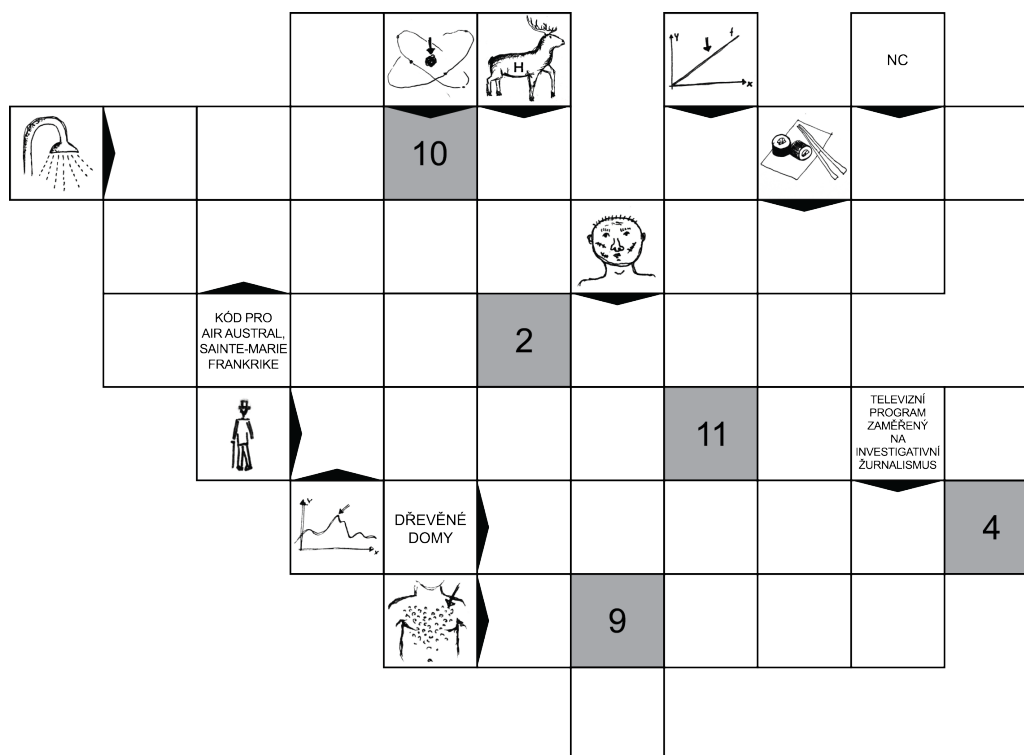 H
Y
f
x
NC
10
KÓD PRO
AIR AUSTRAL,
SAINTE-MARIE
FRANKRIKE
2
11
TELEVIZNÍ
PROGRAM
ZAMĚŘENÝ
NA
INVESTIGATIVNÍ
ŽURNALISMUS
Y
x
DŘEVĚNÉ
DOMY
4
9